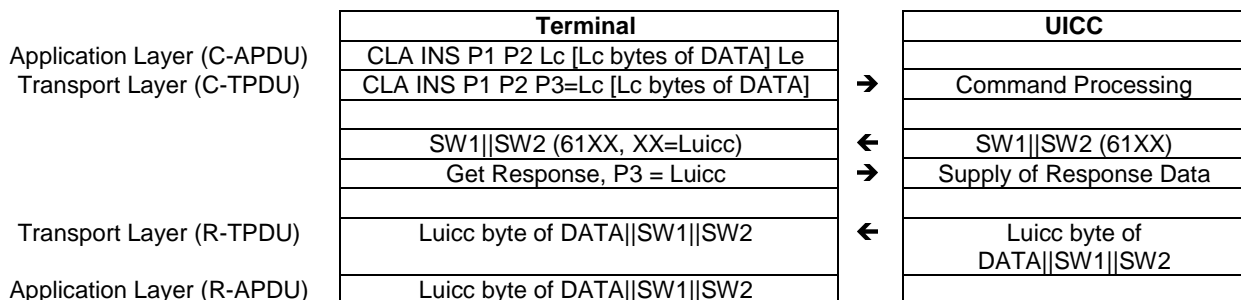 Terminal UICC
Application Layer (C-APDU) CLA INS P1 P2 Lc [Lc bytes of DATA] Le
Transport Layer (C-TPDU) CLA INS P1 P2 P3=Lc [Lc bytes of DATA] ➔ Command Processing
SW1||SW2 (61XX, XX=Luicc) 🡸 SW1||SW2 (61XX)
Get Response, P3 = Luicc ➔ Supply of Response Data
Transport Layer (R-TPDU) Luicc byte of DATA||SW1||SW2 🡸 Luicc byte of
DATA||SW1||SW2
Application Layer (R-APDU) Luicc byte of DATA||SW1||SW2